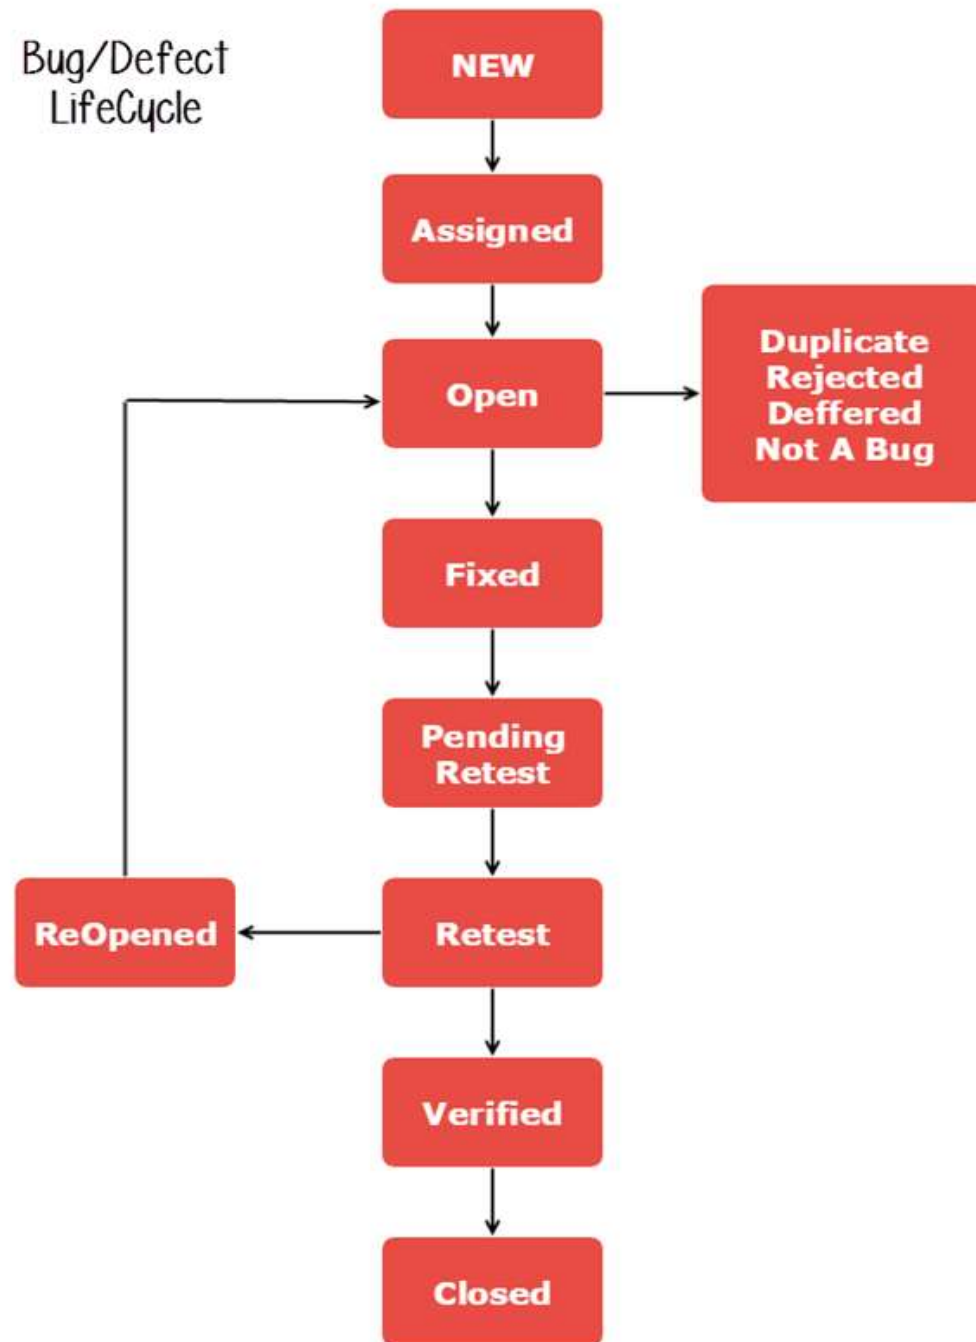 Bug/Defect
LifeCycle
NEW
Assigned
Open
Duplicate
Rejected
Deffered
Not A Bug
Fixed
Pending
Retest
ReOpened
Retest
Verified
Closed